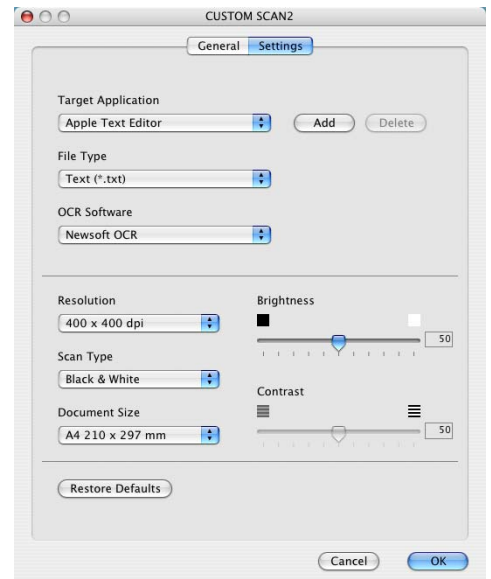 CUSTOM SCAN2
General Settings
Target Application
Apple Text Editor Add Delete
File Type
Text (*.txt)
OCR Software
Newsoft OCR
Resolution
400 x 400 dpi
Scan Type
Black & White
Document Size
A4 210 x 297 mm
Brightness
50
Contrast
50
Restore Defaults
Cancel OK